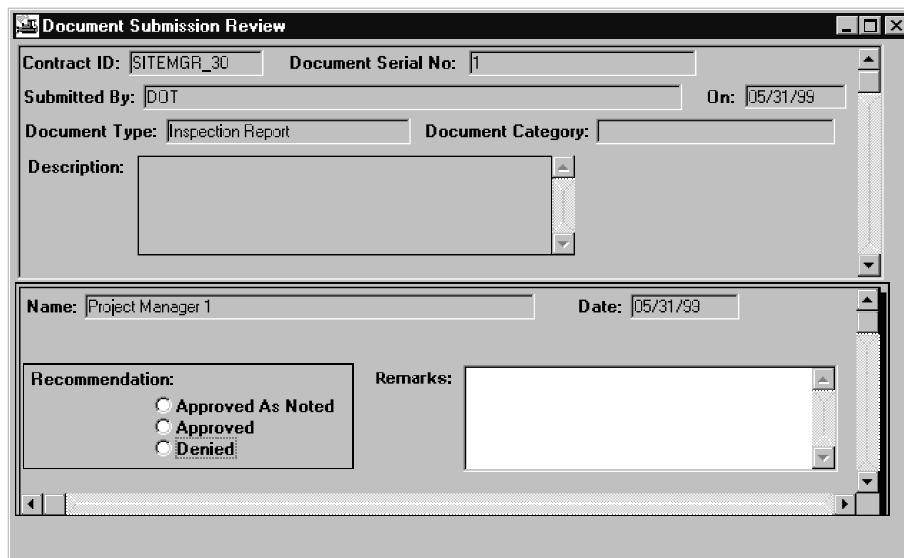 Document Submission Review
Contract ID: SITEMGR_30 Document Serial No: 1
Submitted By: DOT On: 05/31/99
Document Type: Inspection Report Document Category:
Description:
Name: Project Manager 1 Date: 05/31/99
Recommendation: Remarks:
Approved As Noted
Approved
Denied